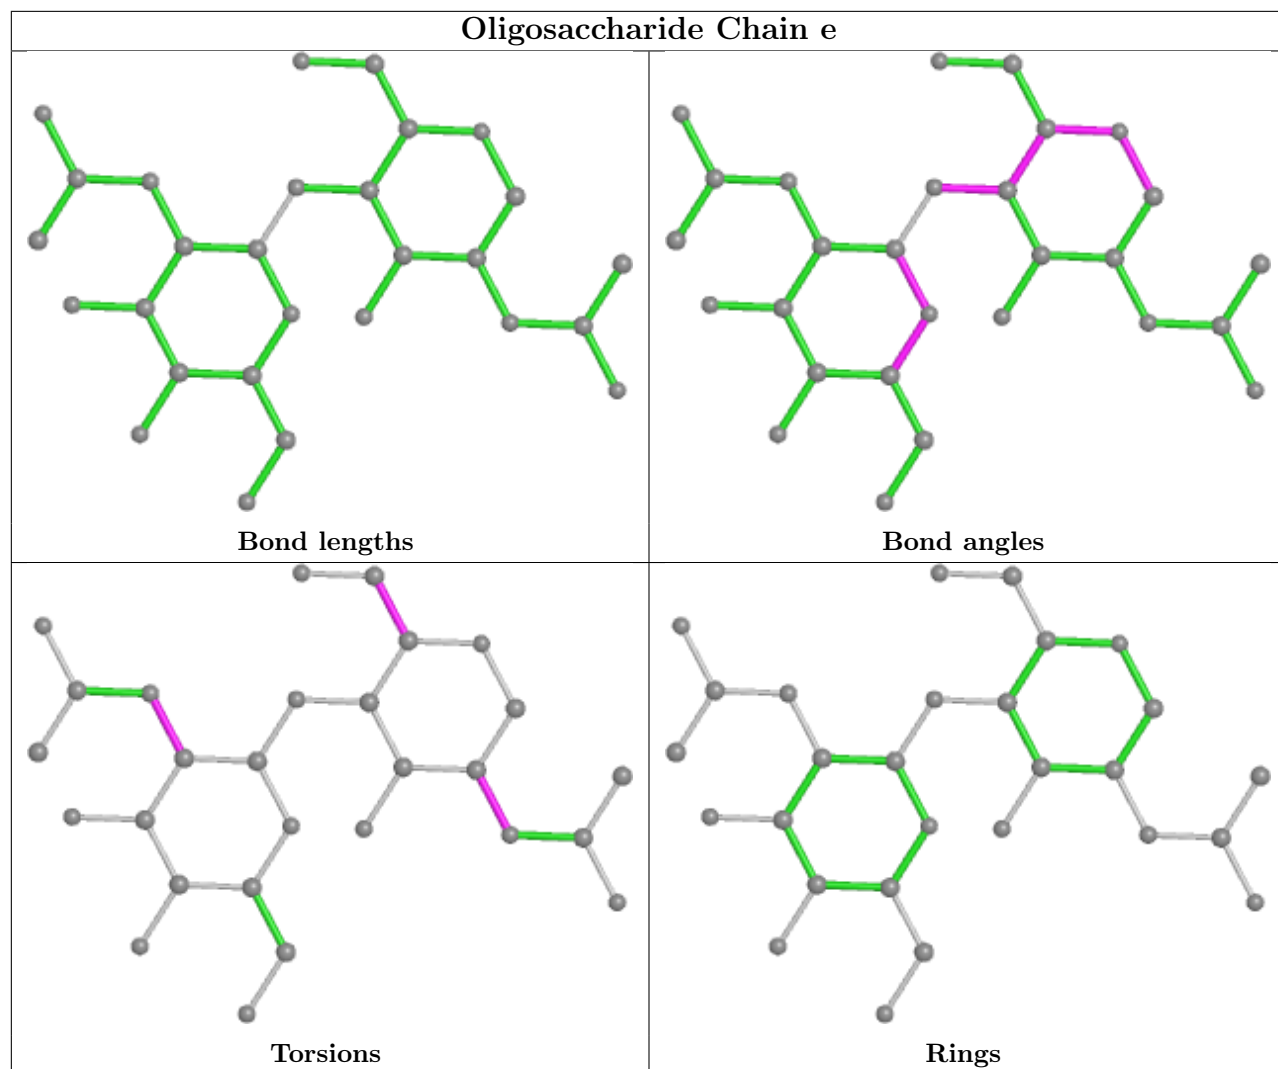 Oligosaccharide Chain e
Bond lengths
Bond angles
Torsions
Rings